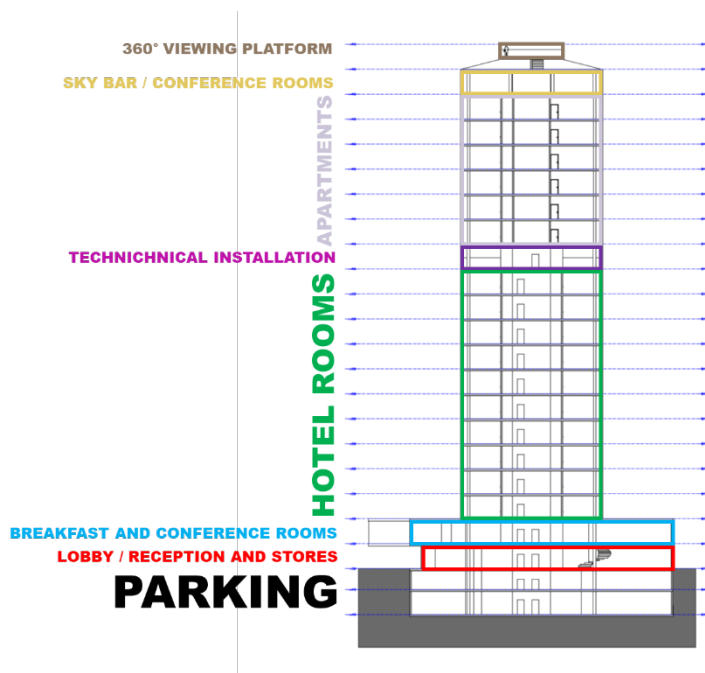 360° VIEWING PLATFORM
SKY BAR / CONFERENCE ROOMS
APARTMENTS
TECHNICHNICAL INSTALLATION
HOTEL ROOMS
BREAKFAST AND CONFERENCE ROOMS
LOBBY / RECEPTION AND STORES
PARKING